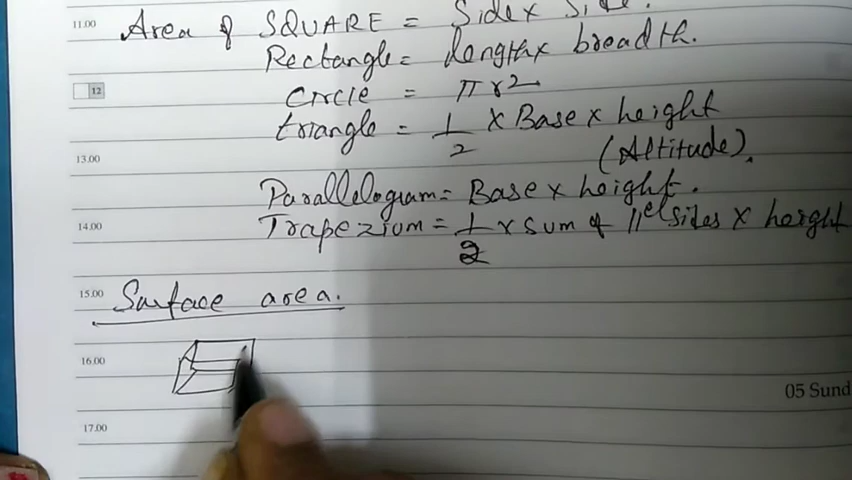 11.00 Area of SQUARE = Side x Side.
Rectangle = length x breadth.
12 Circle = πr2
triangle = 1/2 x Base x height
13.00 (Altitude).
Parallelogram = Base x height.
14.00 Trapezium = 1/2 x sum of 11el sides x height
15.00 Surface area.
16.00
05 Sund
17.00